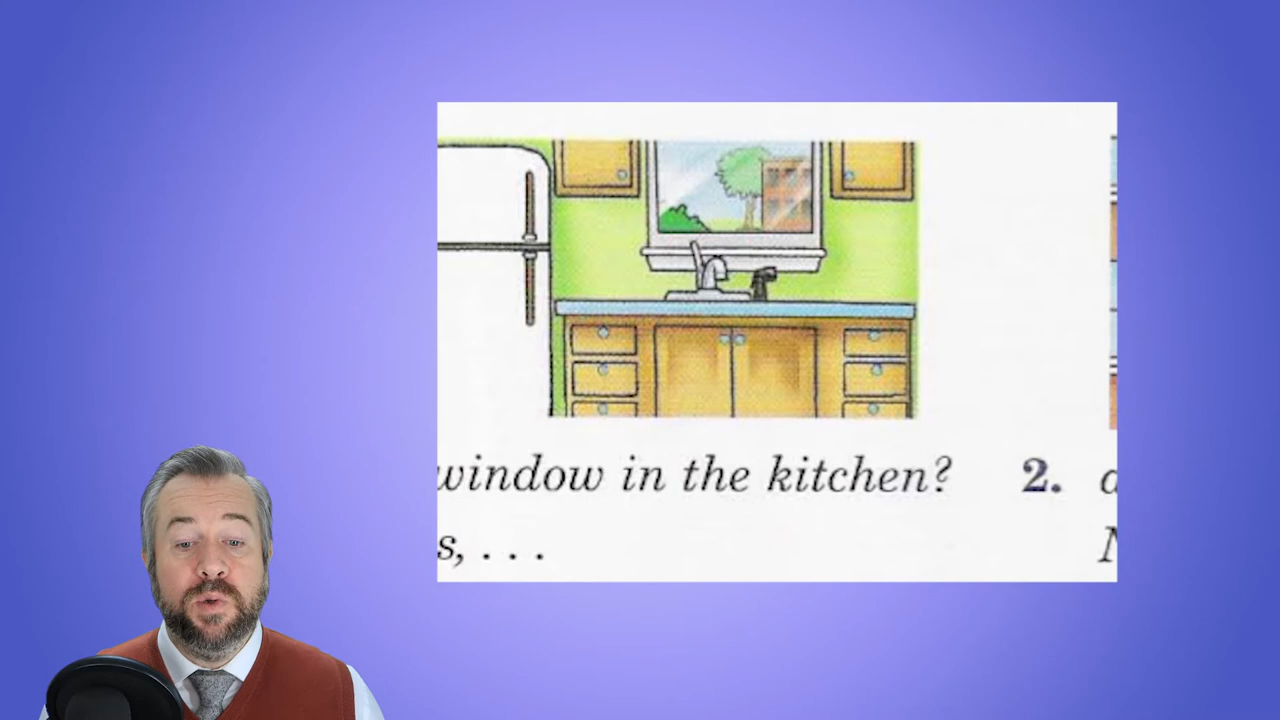 window in the kitchen? 2.
s, . . .